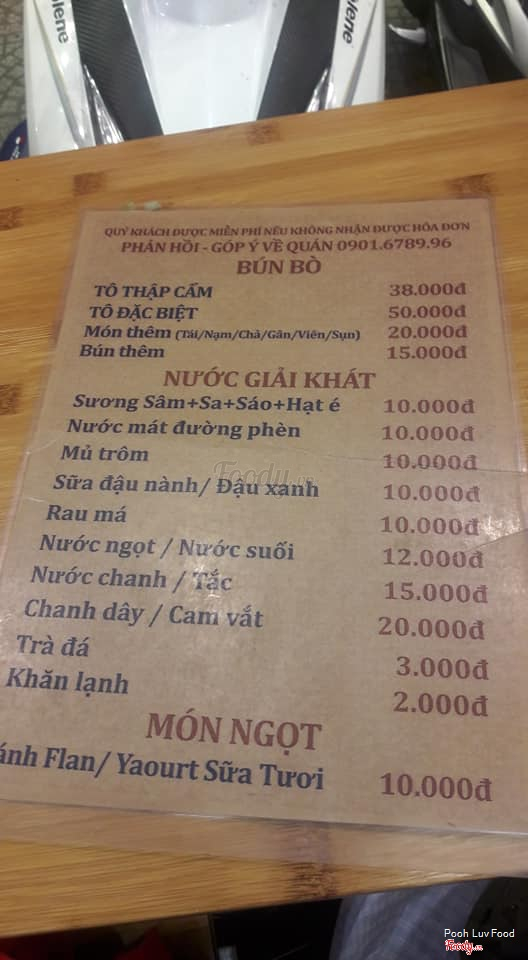 olene
olene
QUÝ KHÁCH ĐƯỢC MIỄN PHÍ NẾU KHÔNG NHẬN ĐƯỢC HÓA ĐƠN
PHẢN HỒI - GÓP Ý VỀ QUÁN 0901.6789.96
BÚN BÒ
TÔ THẬP CẨM 38.000đ
TÔ ĐẶC BIỆT 50.000đ
Món thêm (Tái/Nạm/Chả/Gân/Viên/Sụn) 20.000đ
Bún thêm 15.000đ
NƯỚC GIẢI KHÁT
Sương Sâm+Sa+Sáo+Hạt é 10.000đ
Nước mát đường phèn 10.000đ
Mủ trôm 10.000đ
Sữa đậu nành/ Đậu xanh 10.000đ
Rau má 10.000đ
Nước ngọt / Nước suối 12.000đ
Nước chanh / Tắc 15.000đ
Chanh dây / Cam vắt 20.000đ
Trà đá 3.000đ
Khăn lạnh 2.000đ
MÓN NGỌT
ánh Flan/ Yaourt Sữa Tươi 10.000đ
Foody.vn
Pooh Luv Food
Foody.vn